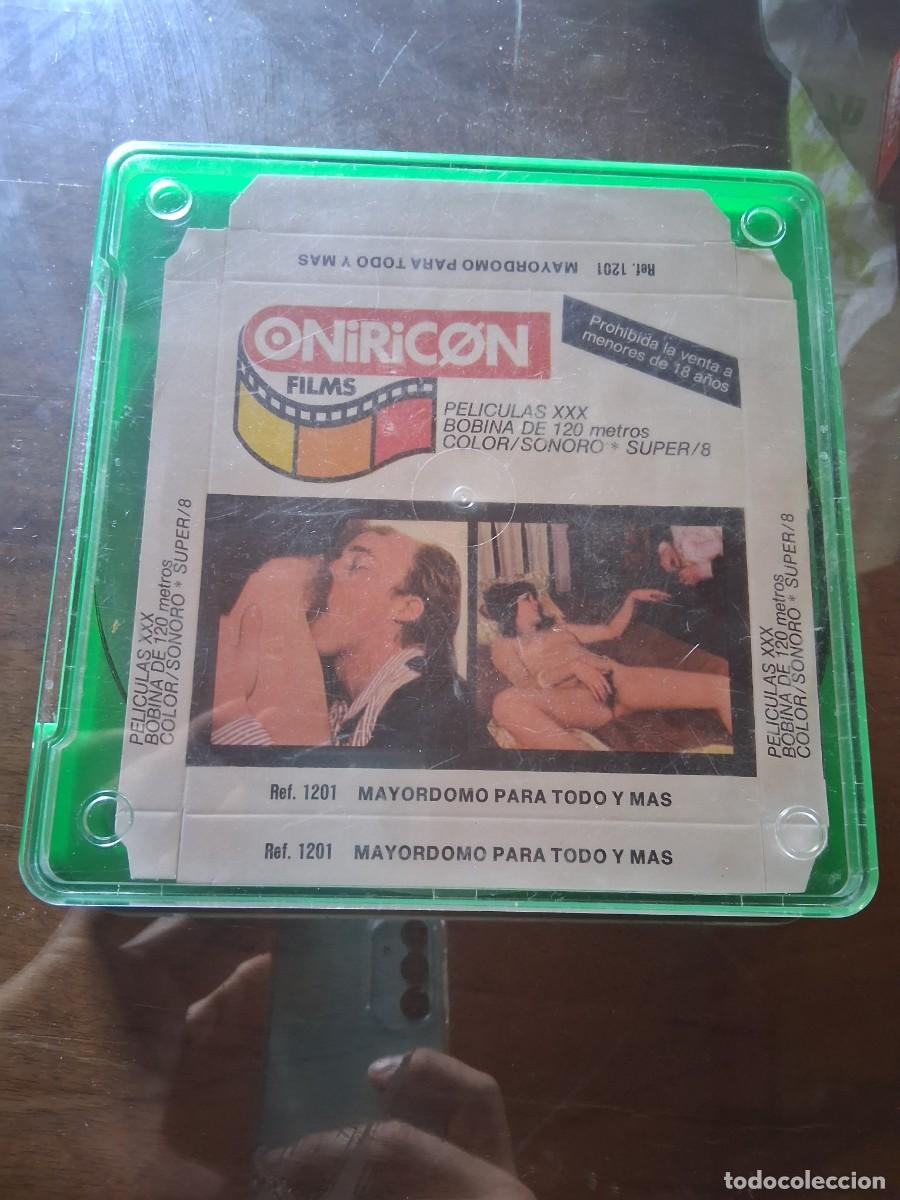 Ref. 1201 MAYORDOMO PARA TODO Y MAS
ONiRiCØN
FILMS
Prohibida la venta a
menores de 18 años
PELICULAS XXX
BOBINA DE 120 metros
COLOR/SONORO * SUPER/8
PELICULAS XXX
BOBINA DE 120 metros
COLOR/SONORO * SUPER/8
PELICULAS XXX
BOBINA DE 120 metros
COLOR/SONORO * SUPER/8
Ref. 1201 MAYORDOMO PARA TODO Y MAS
Ref. 1201 MAYORDOMO PARA TODO Y MAS
todocoleccion